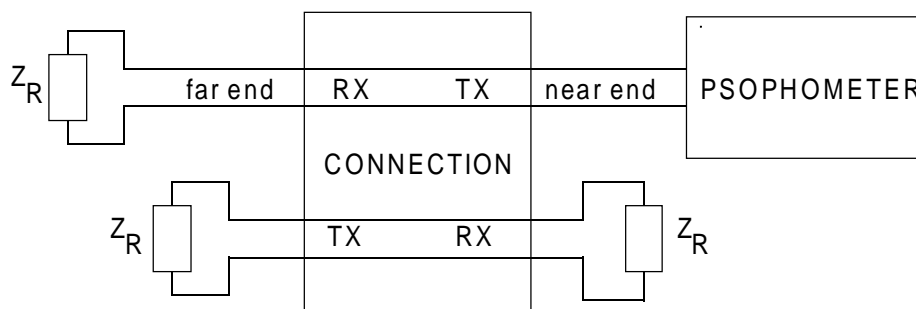 Z_R far end RX TX near end PSOPHOMETER
CONNECTION
Z_R TX RX Z_R